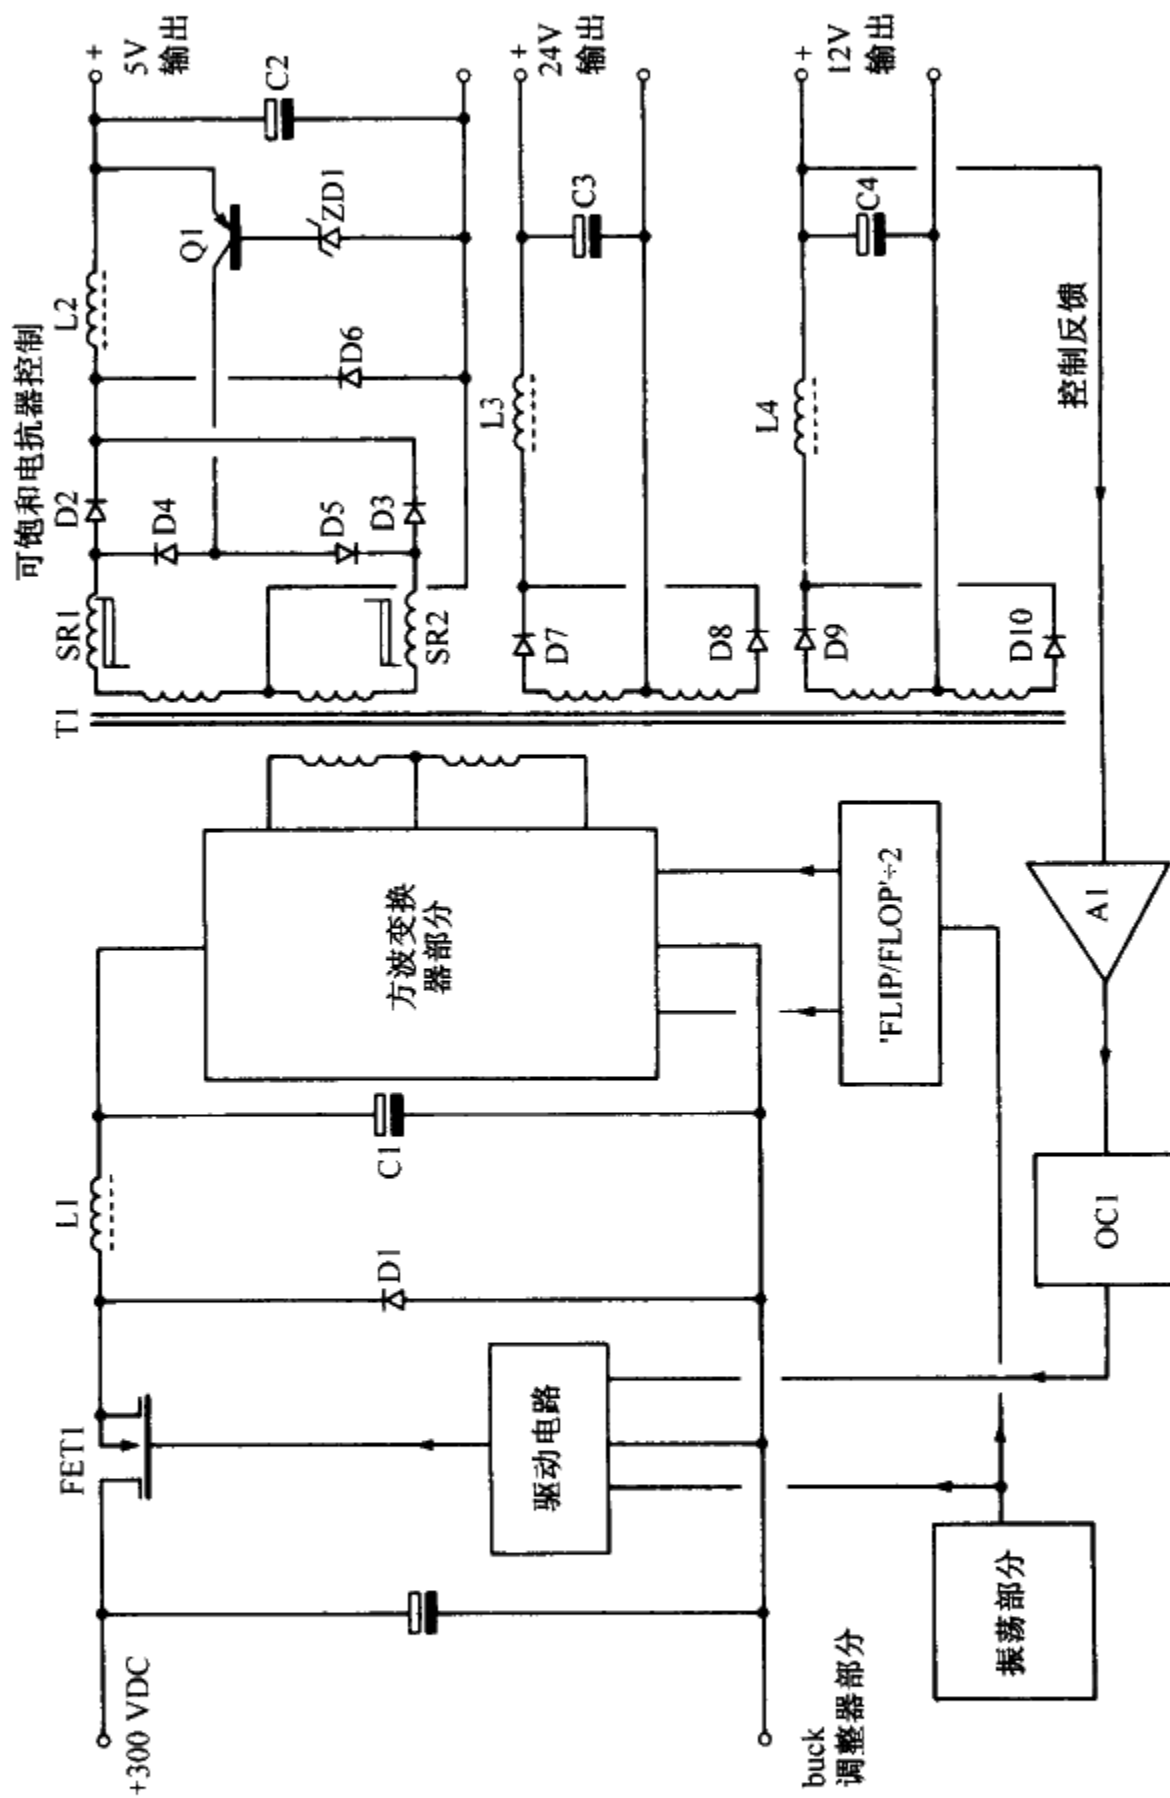 可饱和电抗器控制
+300 VDC
FET1
L1
T1
SR1
D2
L2
+
5V
输出
D4
Q1
C2
D1
C1
方波变换
器部分
D5
D6
ZD1
D3
SR2
驱动电路
L3
+
24V
输出
D7
C3
D8
buck
调整器部分
'FLIP/FLOP'÷2
D9
L4
+
12V
输出
C4
D10
振荡部分
OC1
A1
控制反馈